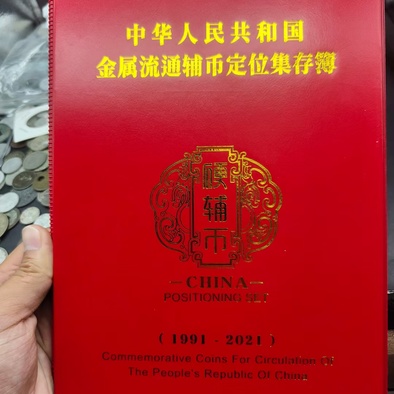 中华人民共和国
金属流通辅币定位集存簿
硬
辅
币
CHINA
POSITIONING SET
(1991-2021)
Commemorative Coins For Circulation Of
The People's Republic Of China